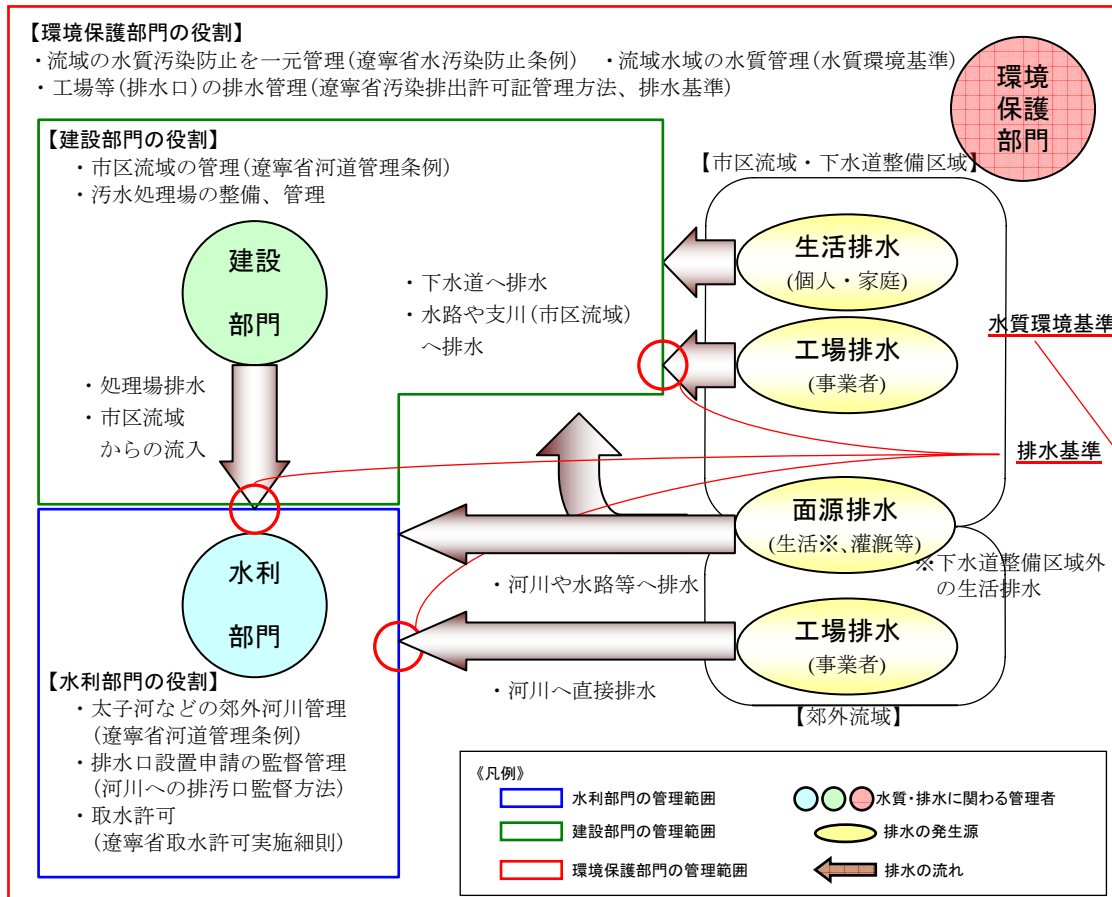 【環境保護部門の役割】
・流域の水質汚染防止を一元管理(遼寧省水汚染防止条例) ・流域水域の水質管理(水質環境基準)
・工場等(排水口)の排水管理(遼寧省汚染排出許可証管理方法、排水基準)
環境
保護
部門
【建設部門の役割】
・市区流域の管理(遼寧省河道管理条例)
・汚水処理場の整備、管理
建設
部門
・下水道へ排水
・水路や支川(市区流域)
へ排水
・処理場排水
・市区流域
からの流入
【市区流域・下水道整備区域】
生活排水
(個人・家庭)
工場排水
(事業者)
水質環境基準
排水基準
面源排水
(生活※、灌漑等)
※下水道整備区域外
の生活排水
・河川や水路等へ排水
工場排水
(事業者)
・河川へ直接排水
【郊外流域】
水利
部門
【水利部門の役割】
・太子河などの郊外河川管理
(遼寧省河道管理条例)
・排水口設置申請の監督管理
(河川への排汚口監督方法)
・取水許可
(遼寧省取水許可実施細則)
《凡例》
水利部門の管理範囲
建設部門の管理範囲
環境保護部門の管理範囲
水質・排水に関わる管理者
排水の発生源
排水の流れ